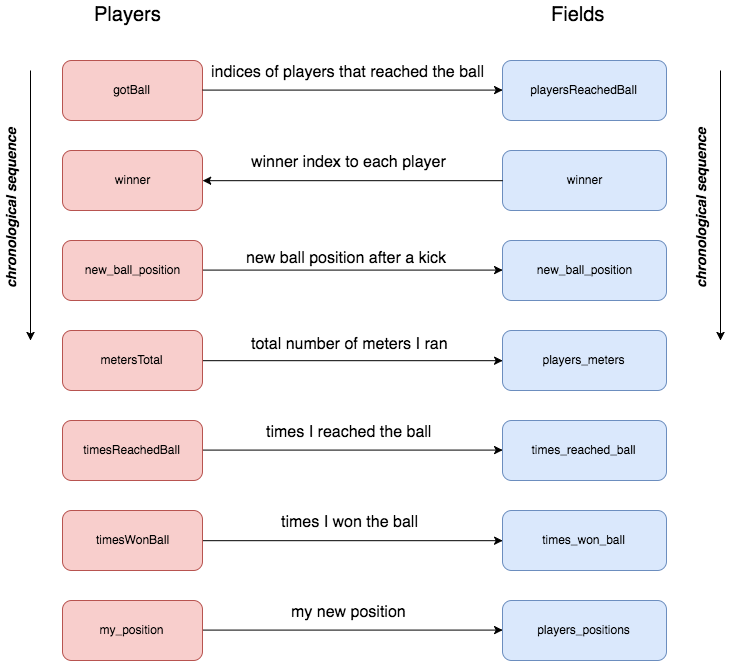 Players
Fields
chronological sequence
gotBall
indices of players that reached the ball
playersReachedBall
winner
winner index to each player
winner
new_ball_position
new ball position after a kick
new_ball_position
metersTotal
total number of meters I ran
players_meters
timesReachedBall
times I reached the ball
times_reached_ball
timesWonBall
times I won the ball
times_won_ball
my_position
my new position
players_positions
chronological sequence